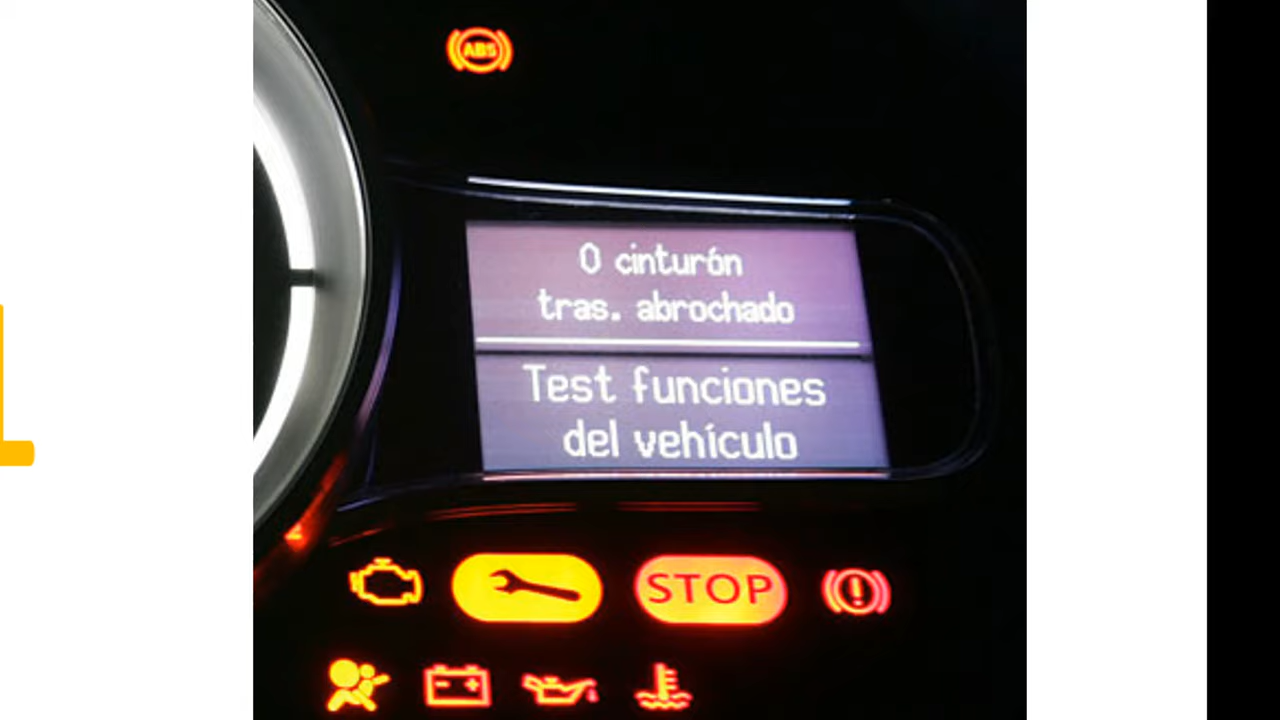 ABS
0 cinturón
tras. abrochado
Test funciones
del vehículo
STOP